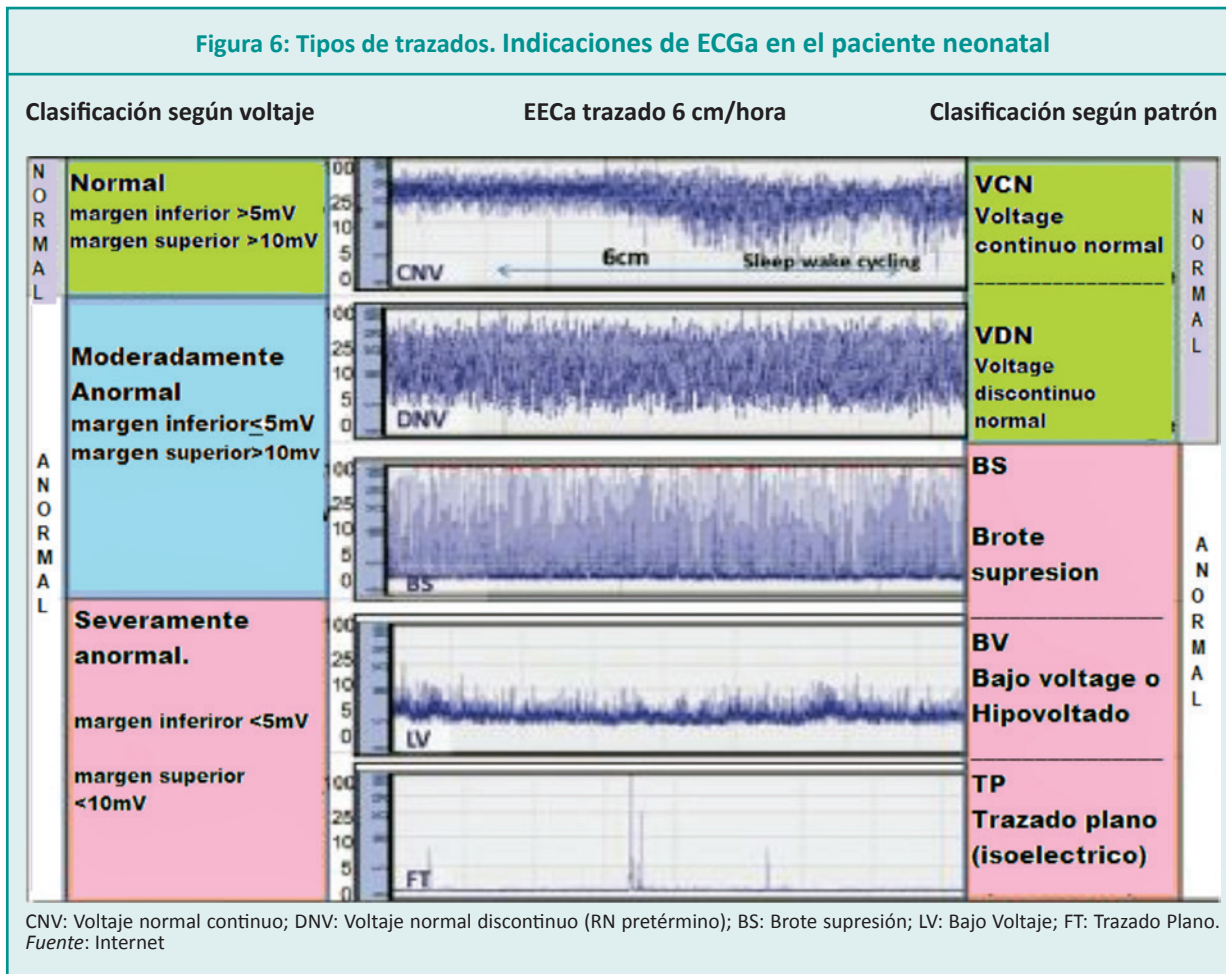 Figura 6: Tipos de trazados. Indicaciones de ECGa en el paciente neonatal
Clasificación según voltaje
EECa trazado 6 cm/hora
Clasificación según patrón
NORMAL
Normal
margen inferior >5mV
margen superior >10mV
100
25
10
5
0
CNV
6cm
Sleep wake cycling
VCN
Voltage
continuo normal
NORMAL
ANORMAL
Moderadamente
Anormal
margen inferior≤5mV
margen superior>10mv
100
25
10
5
0
DNV
VDN
Voltage
discontinuo
normal
100
25
10
5
0
BS
BS
Brote
supresion
ANORMAL
Severamente
anormal.
margen inferiror <5mV
margen superior
<10mV
100
25
10
5
0
LV
BV
Bajo voltage o
Hipovoltado
100
25
10
5
0
FT
TP
Trazado plano
(isoelectrico)
CNV: Voltaje normal continuo; DNV: Voltaje normal discontinuo (RN pretérmino); BS: Brote supresión; LV: Bajo Voltaje; FT: Trazado Plano.
Fuente: Internet